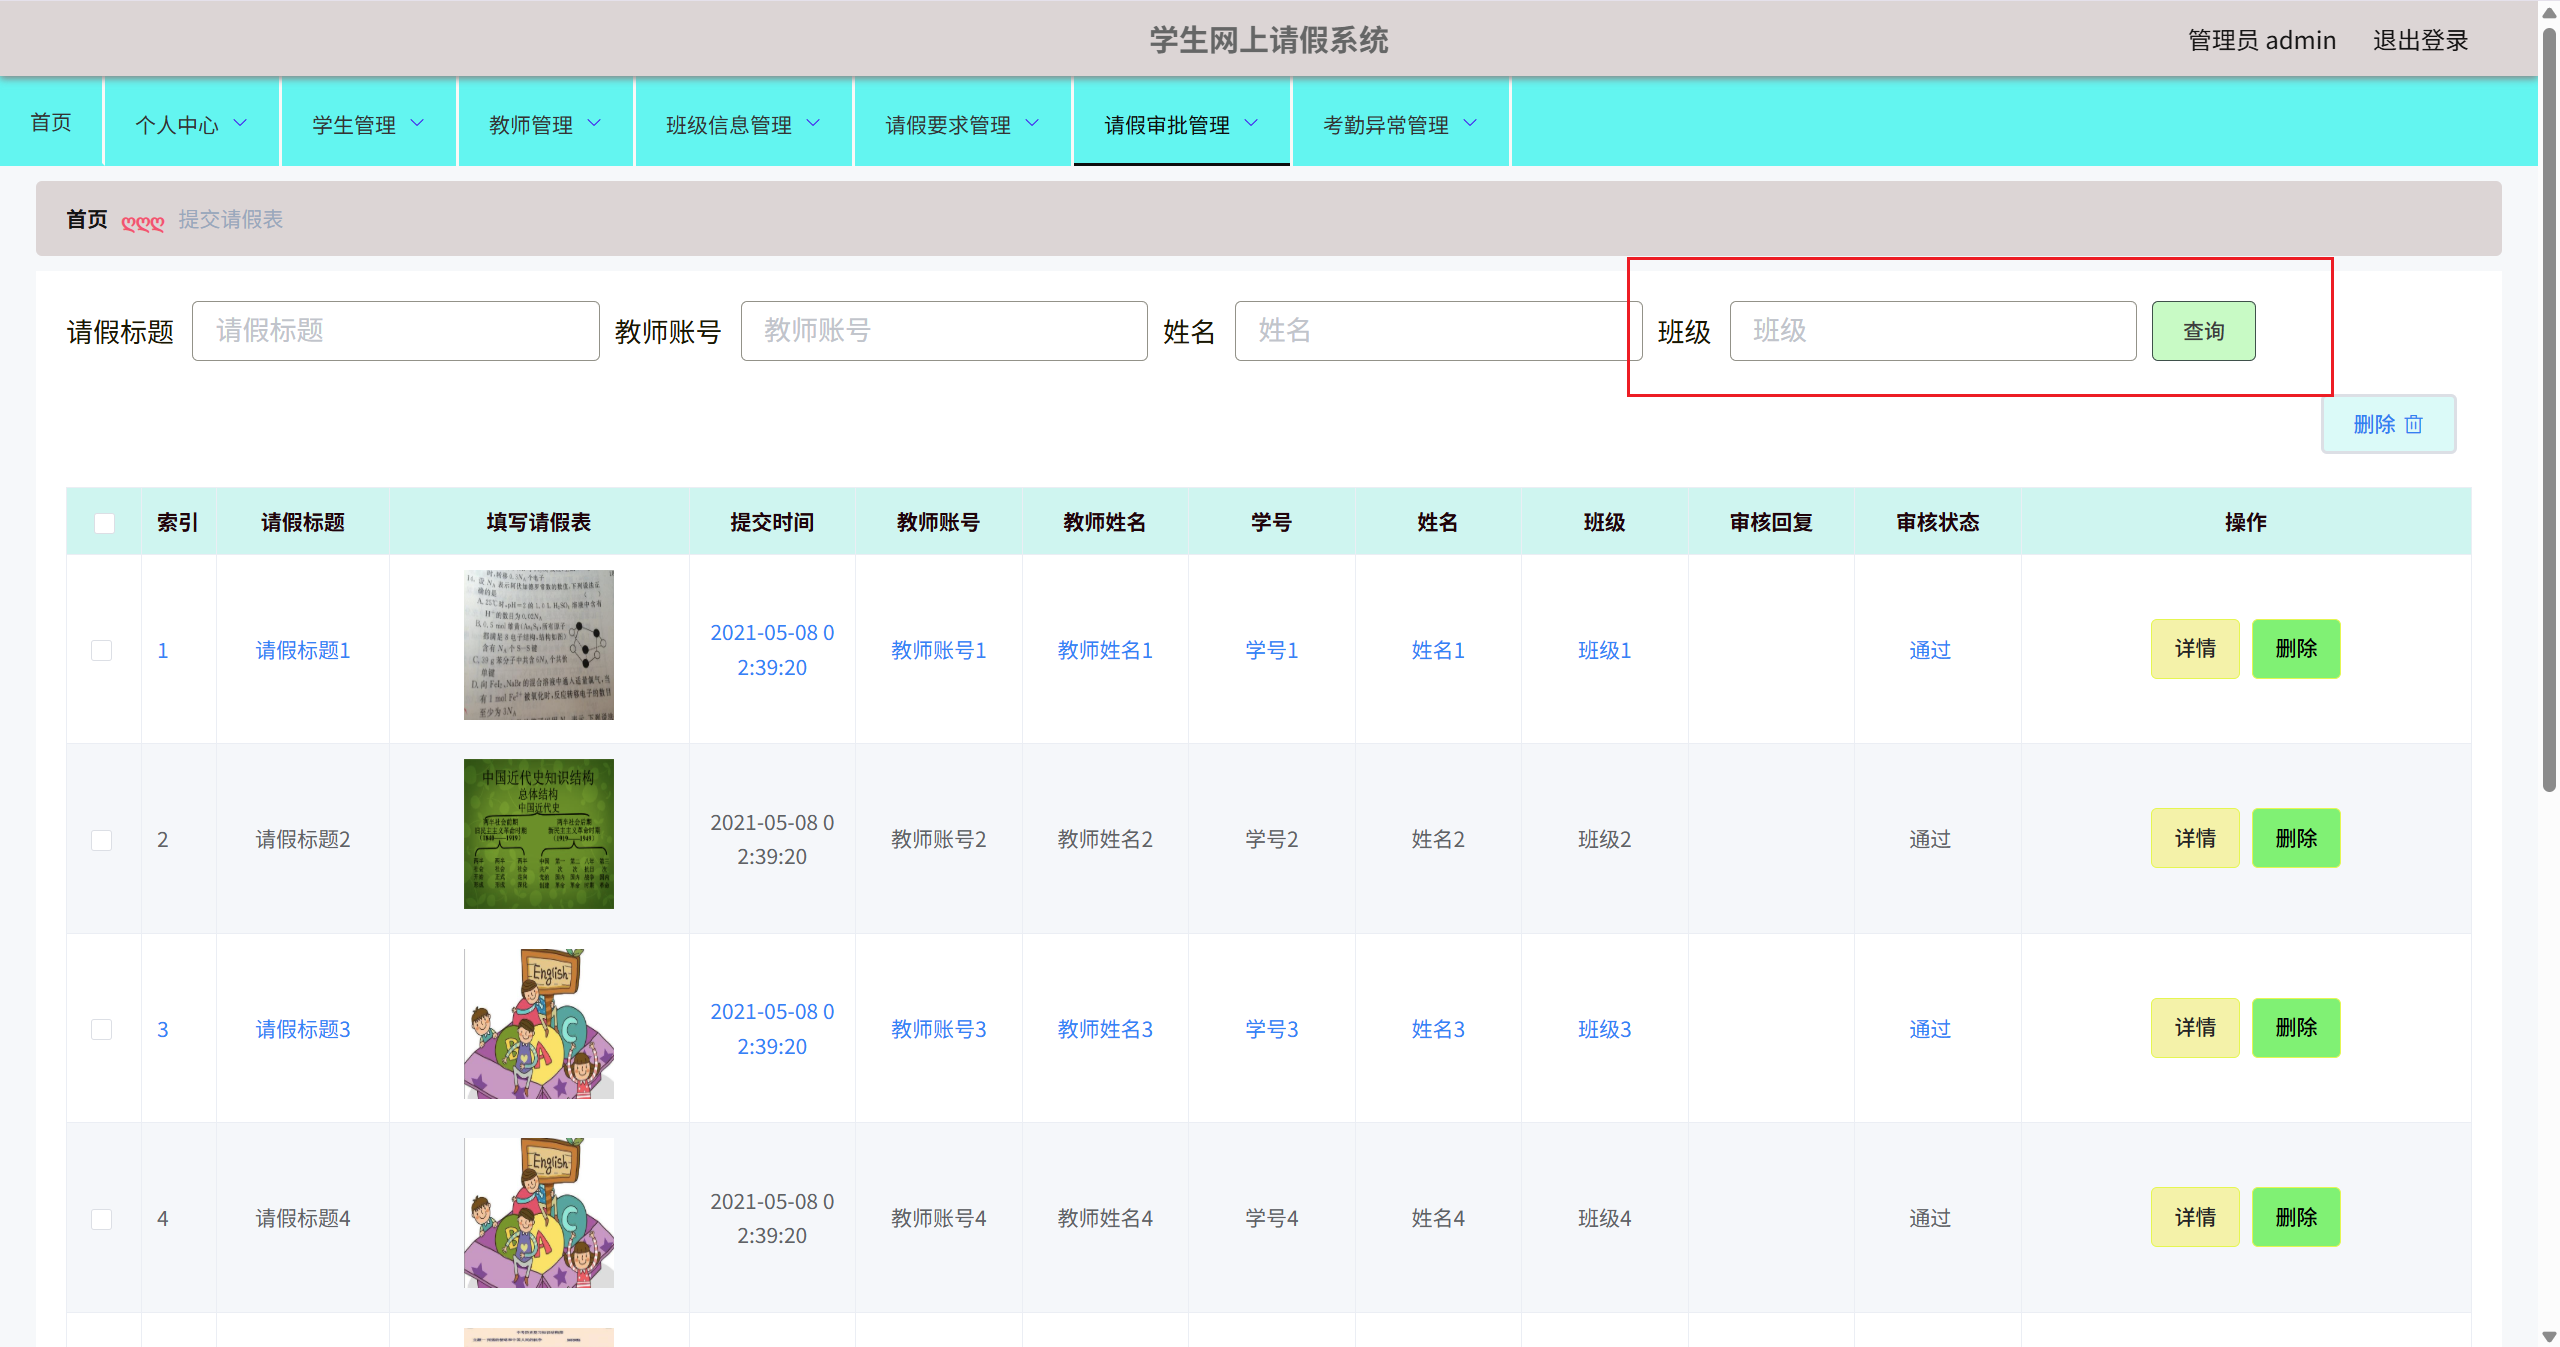 学生网上请假系统
管理员 admin 退出登录
首页 个人中心 学生管理 教师管理 班级信息管理 请假要求管理 请假审批管理 考勤异常管理
首页 ღღღ 提交请假表
请假标题 请假标题 教师账号 教师账号 姓名 姓名 班级 班级 查询
删除
索引 请假标题 填写请假表 提交时间 教师账号 教师姓名 学号 姓名 班级 审核回复 审核状态 操作
1 请假标题1 2021-05-08 0
2:39:20 教师账号1 教师姓名1 学号1 姓名1 班级1 通过 详情 删除
中国近代史知识结构
总体结构
中国近代史
2 请假标题2 2021-05-08 0
2:39:20 教师账号2 教师姓名2 学号2 姓名2 班级2 通过 详情 删除
English
3 请假标题3 2021-05-08 0
2:39:20 教师账号3 教师姓名3 学号3 姓名3 班级3 通过 详情 删除
English
4 请假标题4 2021-05-08 0
2:39:20 教师账号4 教师姓名4 学号4 姓名4 班级4 通过 详情 删除